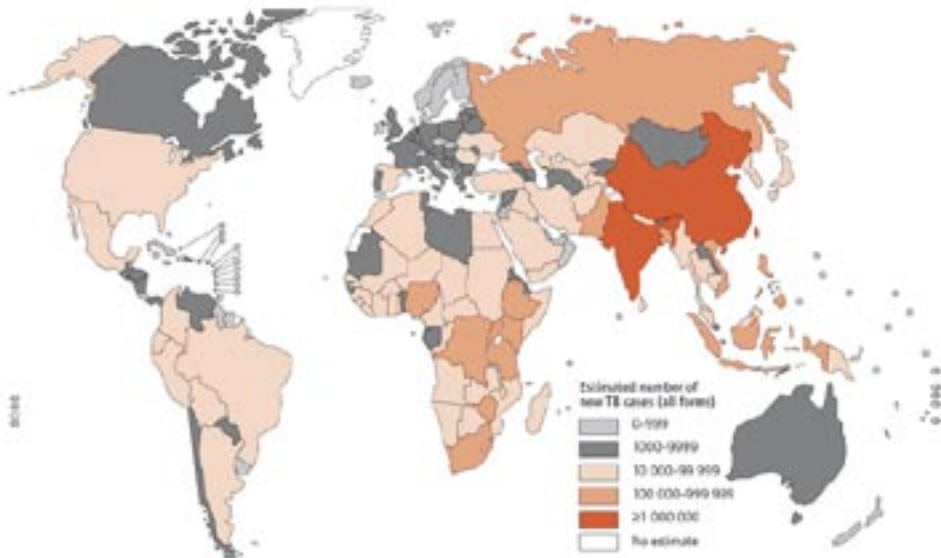 Estimated number of
new TB cases (all forms)
0–999
1000–9999
10 000–99 999
100 000–999 999
≥1 000 000
No estimate